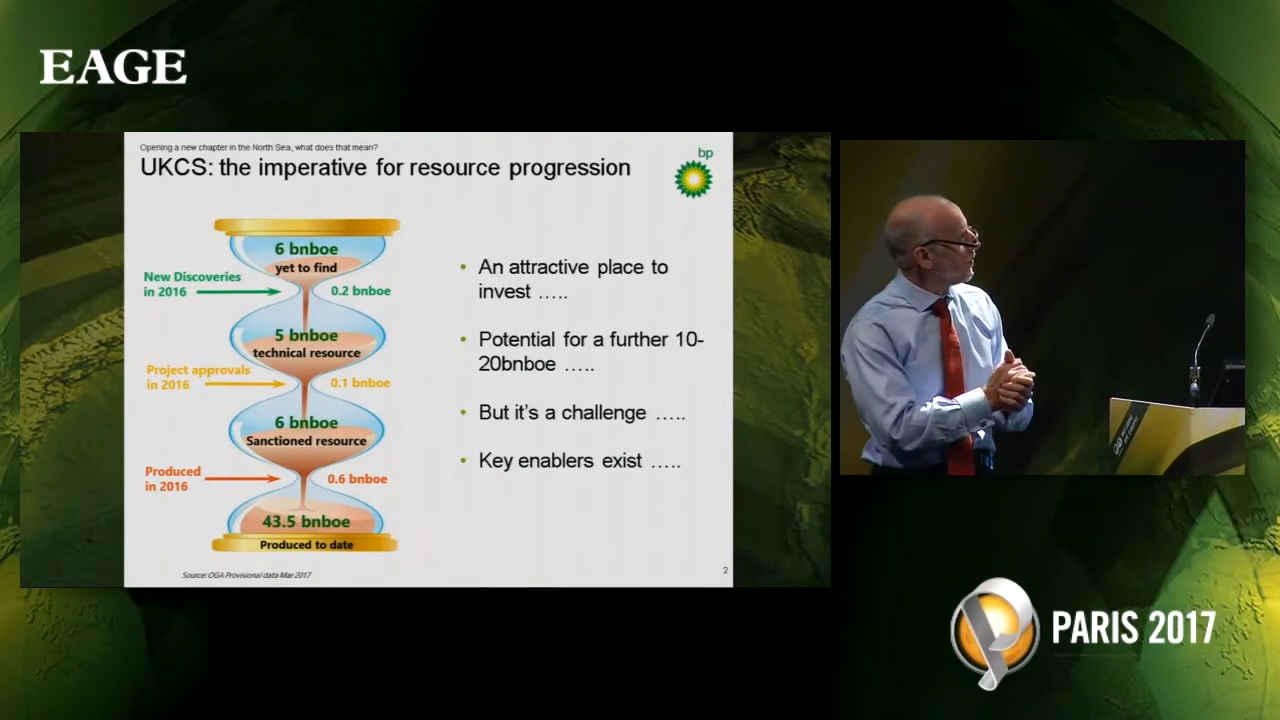 EAGE
Opening a new chapter in the North Sea, what does that mean?
UKCS: the imperative for resource progression
bp
6 bnboe
yet to find
New Discoveries
in 2016
0.2 bnboe
5 bnboe
technical resource
Project approvals
in 2016
0.1 bnboe
6 bnboe
Sanctioned resource
Produced
in 2016
0.6 bnboe
43.5 bnboe
Produced to date
Source: OGA Provisional data Mar 2017
• An attractive place to
invest .....
• Potential for a further 10-
20bnboe .....
• But it's a challenge .....
• Key enablers exist .....
2
PARIS 2017